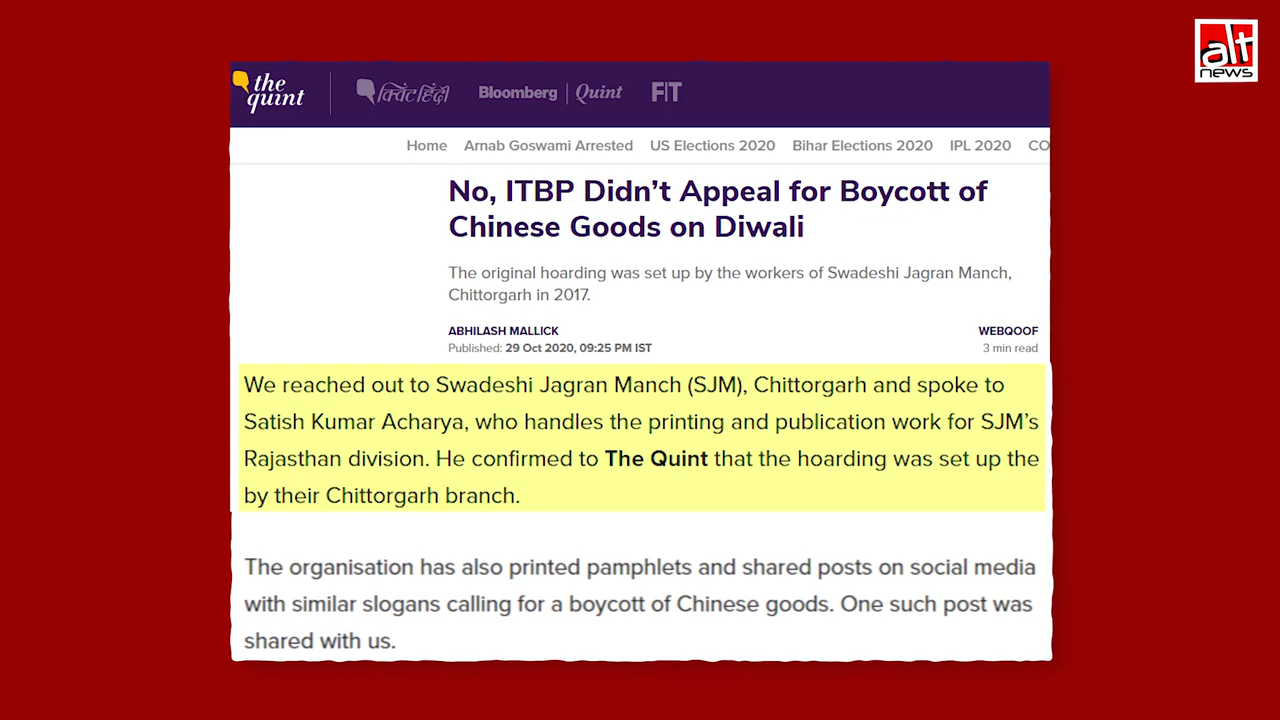 alt
news
the
quint
क्विंट हिंदी
Bloomberg | Quint
FIT
Home Arnab Goswami Arrested US Elections 2020 Bihar Elections 2020 IPL 2020 CO
No, ITBP Didn't Appeal for Boycott of
Chinese Goods on Diwali
The original hoarding was set up by the workers of Swadeshi Jagran Manch,
Chittorgarh in 2017.
ABHILASH MALLICK WEBQOOF
Published: 29 Oct 2020, 09:25 PM IST 3 min read
We reached out to Swadeshi Jagran Manch (SJM), Chittorgarh and spoke to
Satish Kumar Acharya, who handles the printing and publication work for SJM's
Rajasthan division. He confirmed to The Quint that the hoarding was set up the
by their Chittorgarh branch.
The organisation has also printed pamphlets and shared posts on social media
with similar slogans calling for a boycott of Chinese goods. One such post was
shared with us.